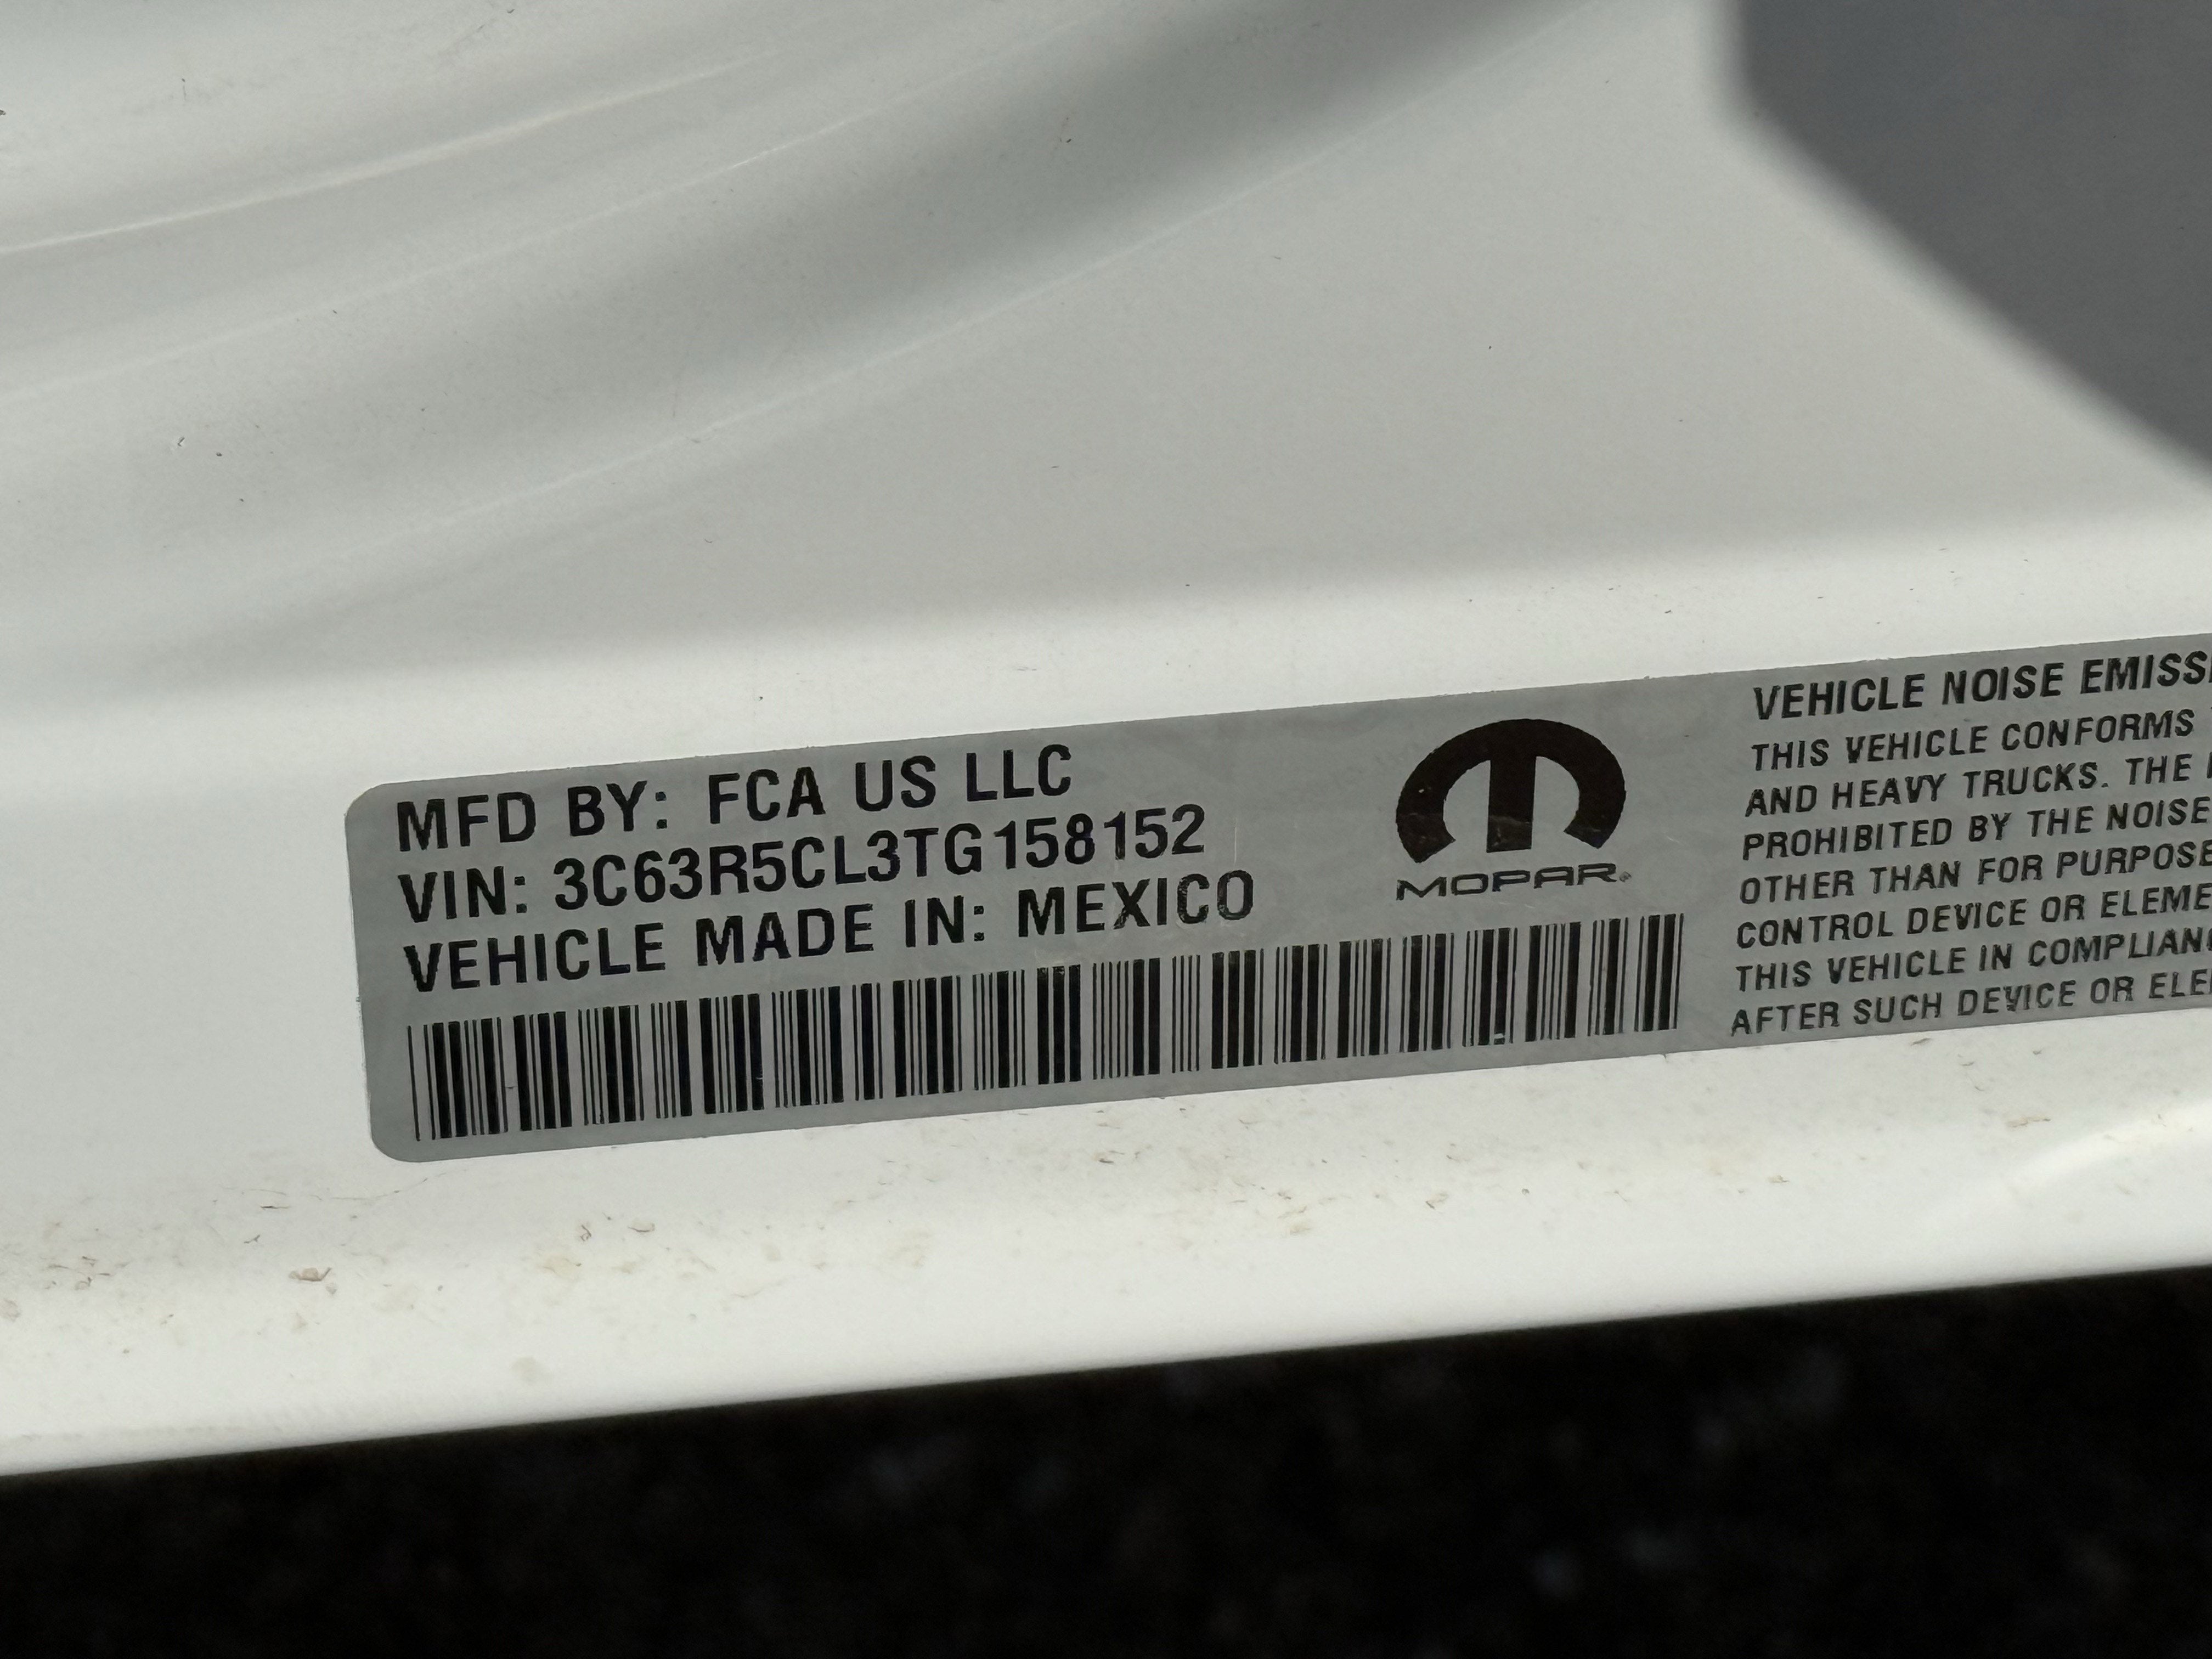 MFD BY: FCA US LLC
VIN: 3C63R5CL3TG158152
VEHICLE MADE IN: MEXICO
MOPAR®
VEHICLE NOISE
THIS VEHICLE CONFORMS
AND HEAVY TRUCKS. THE
PROHIBITED BY THE NOISE
OTHER THAN FOR
CONTROL DEVICE OR
THIS VEHICLE IN
AFTER SUCH DEVICE OR